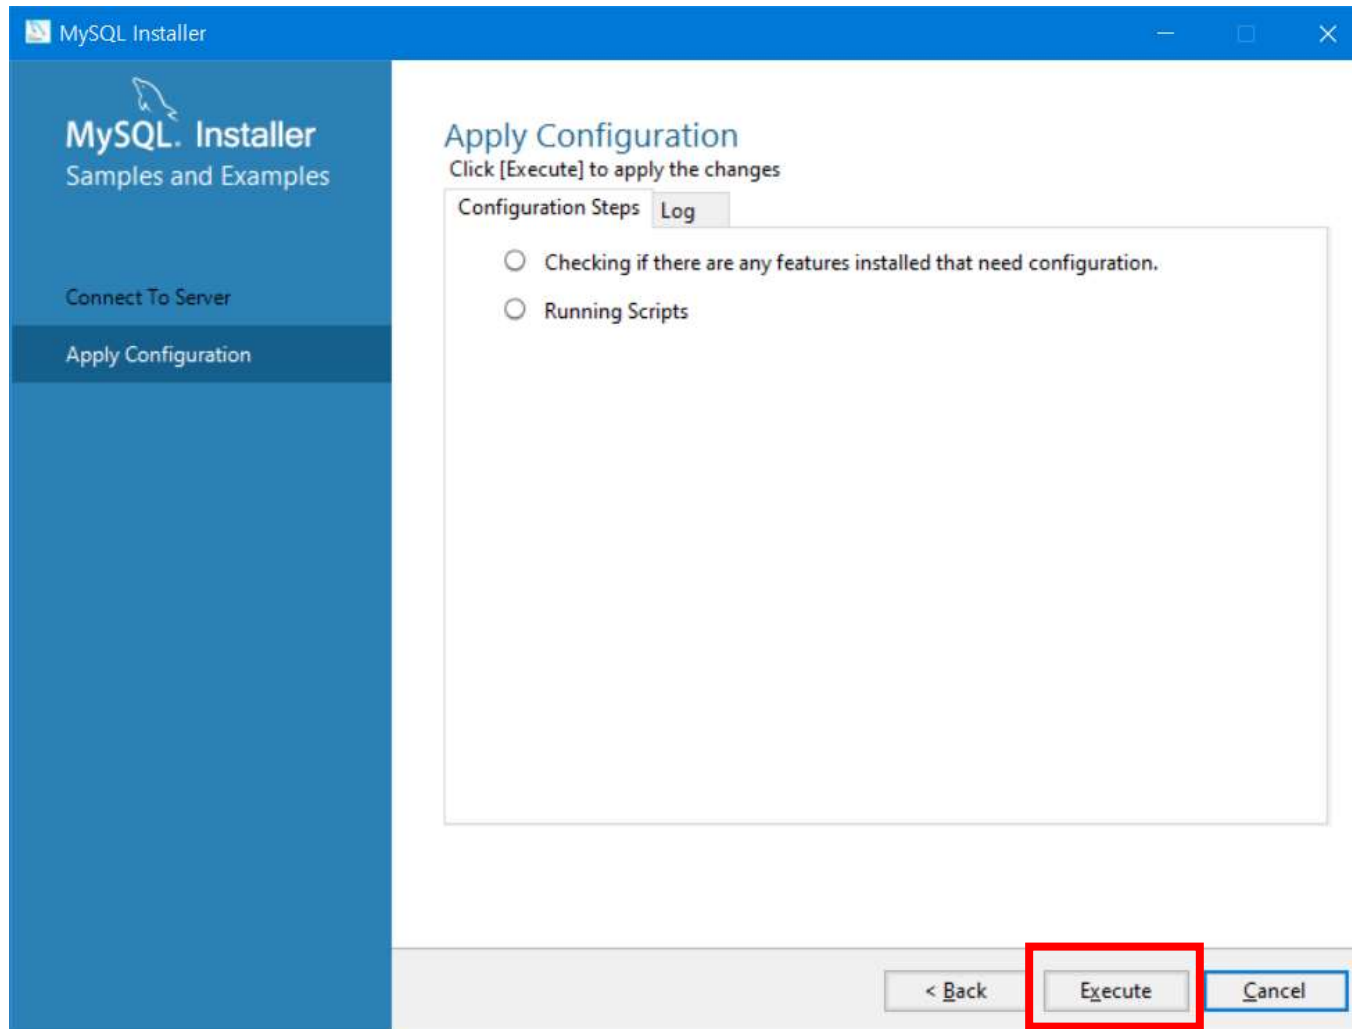 MySQL Installer
MySQL. Installer
Samples and Examples
Connect To Server
Apply Configuration
Apply Configuration
Click [Execute] to apply the changes
Configuration Steps
Log
Checking if there are any features installed that need configuration.
Running Scripts
< Back
Execute
Cancel